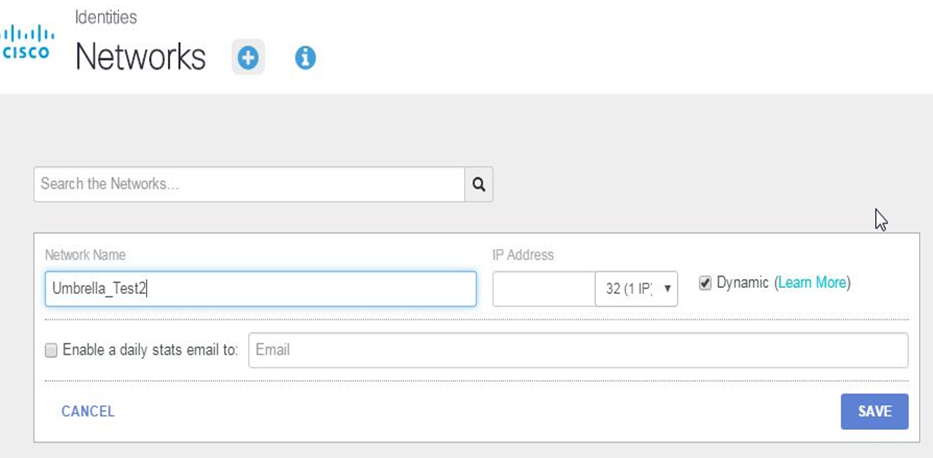 Identities
CISCO
Networks
Search the Networks...
Network Name
IP Address
Umbrella_Test2
32 (1 IP)
Dynamic (Learn More)
Enable a daily stats email to:
Email
CANCEL
SAVE